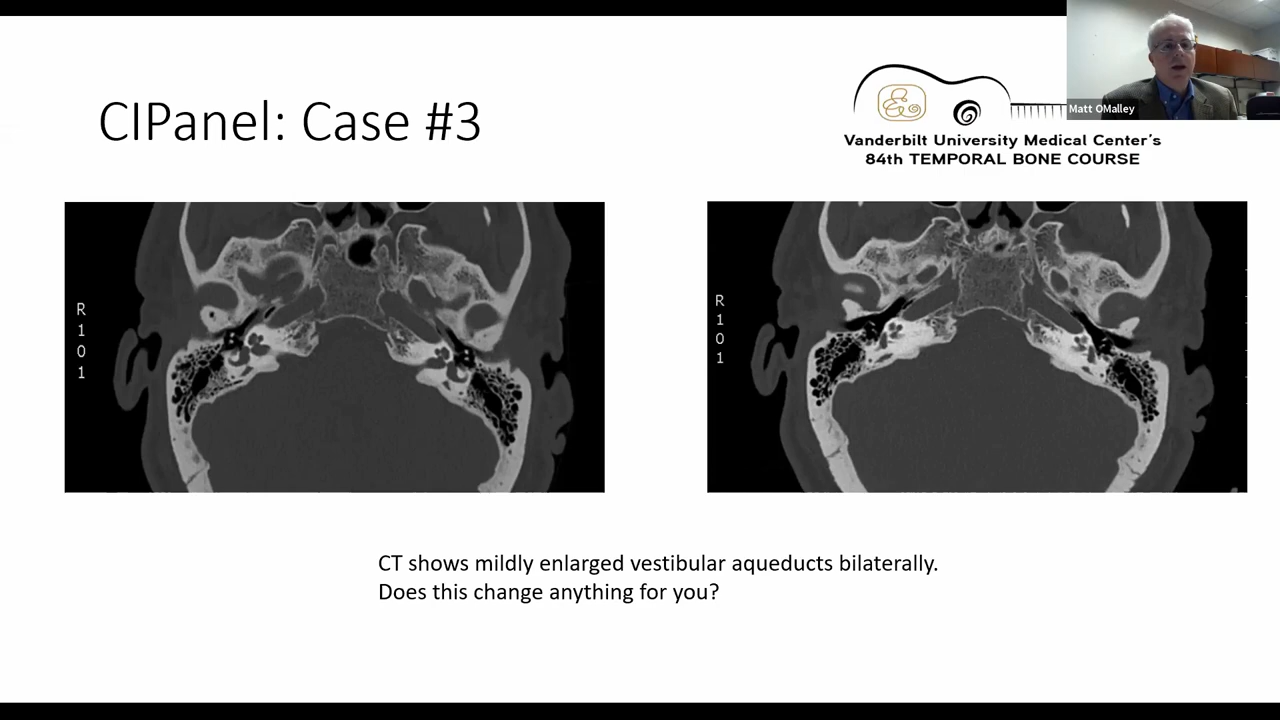 CIPanel: Case #3
Vanderbilt University Medical Center's
84th TEMPORAL BONE COURSE
Matt OMalley
R
1
0
1
R
1
0
1
CT shows mildly enlarged vestibular aqueducts bilaterally.
Does this change anything for you?